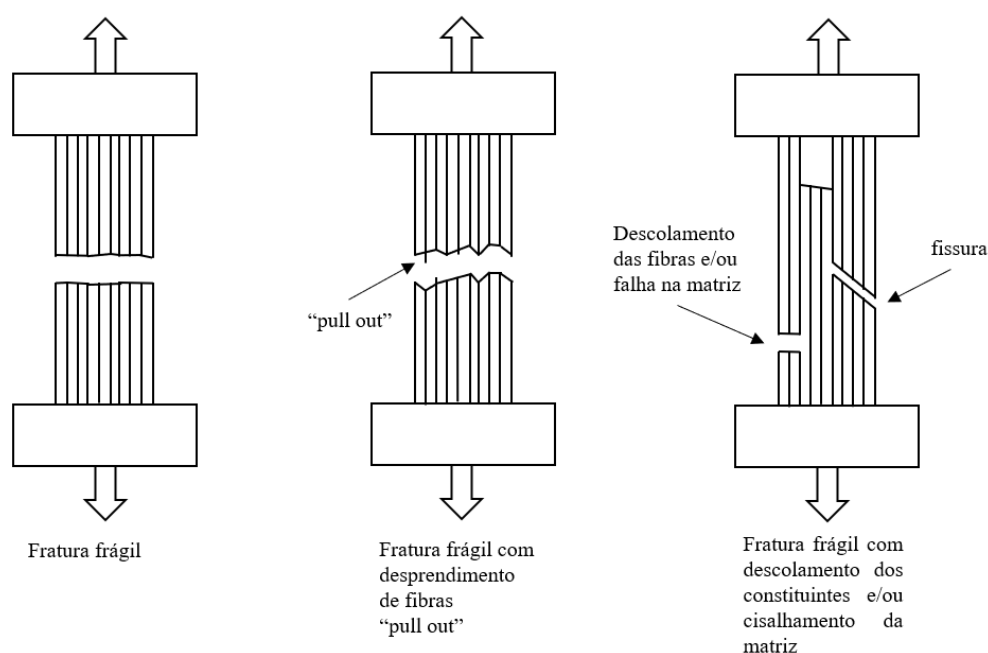 “pull out”
Descolamento
das fibras e/ou
falha na matriz
fissura
Fratura frágil
Fratura frágil com
desprendimento
de fibras
“pull out”
Fratura frágil com
descolamento dos
constituintes e/ou
cisalhamento da
matriz